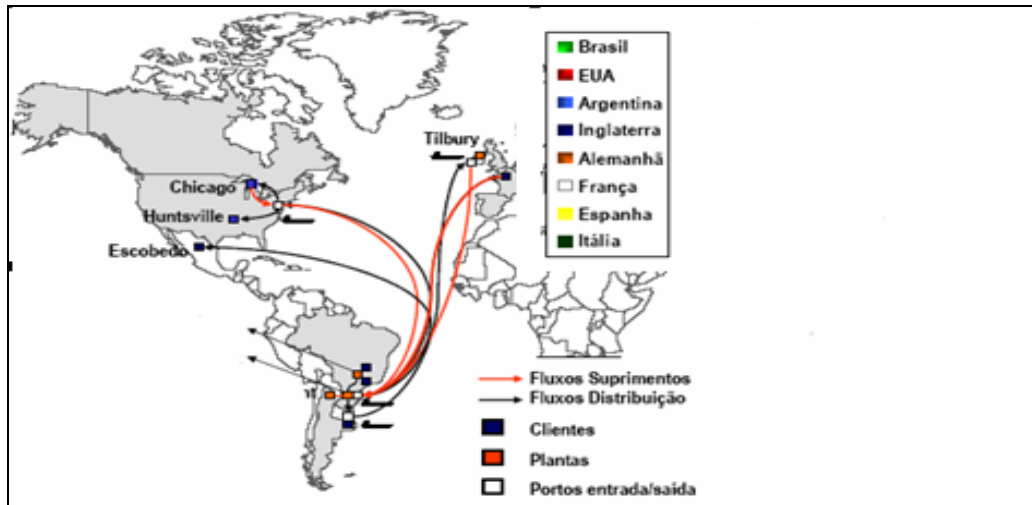 Tilbury
Chicago
Huntsville
Escobedo
Brasil
EUA
Argentina
Inglaterra
Alemanhã
França
Espanha
Itália
Fluxos Suprimentos
Fluxos Distribuição
Clientes
Plantas
Portos entrada/saída